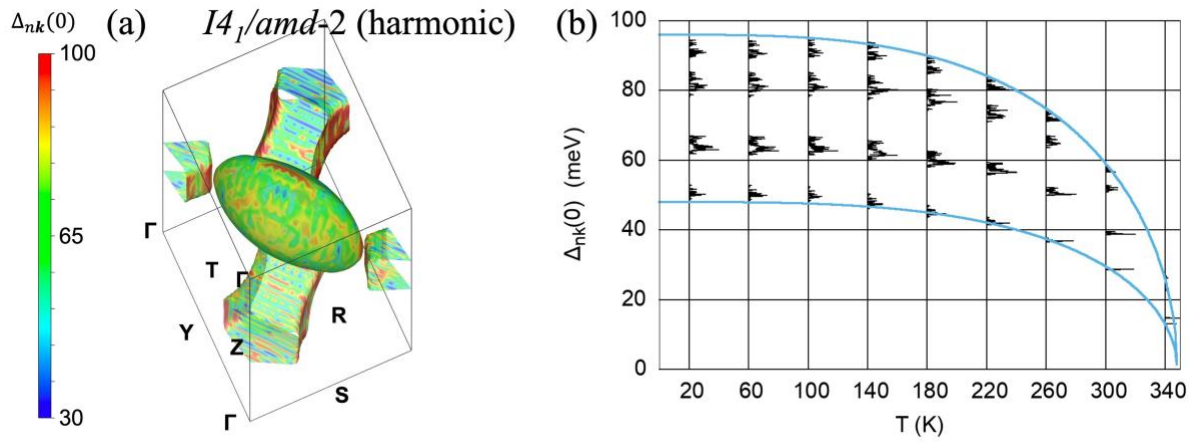 Δnk(0)
(a)
I4₁/amd-2 (harmonic)
100
65
30
Γ
T
Γ
Y
Z
R
S
Γ
(b)
Δnk(0) (meV)
100
80
60
40
20
0
20
60
100
140
180
220
260
300
340
T (K)